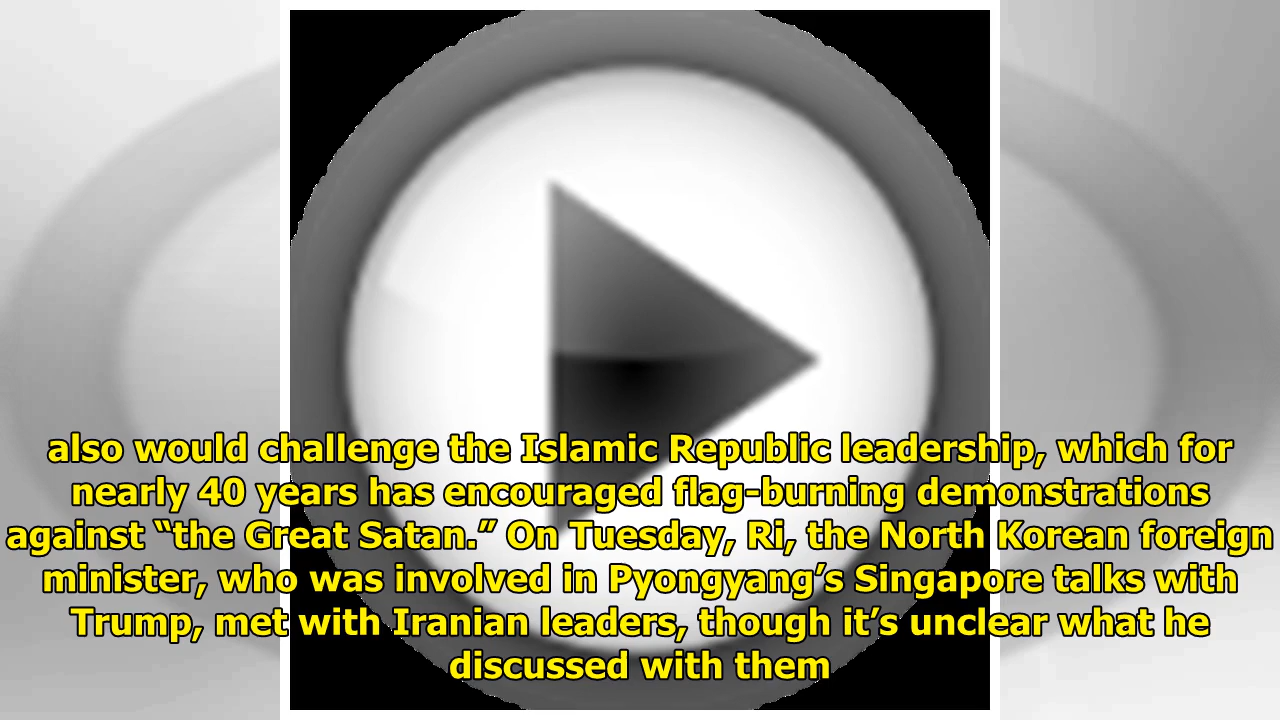 also would challenge the Islamic Republic leadership, which for
nearly 40 years has encouraged flag-burning demonstrations
against “the Great Satan.” On Tuesday, Ri, the North Korean foreign
minister, who was involved in Pyongyang’s Singapore talks with
Trump, met with Iranian leaders, though it’s unclear what he
discussed with them